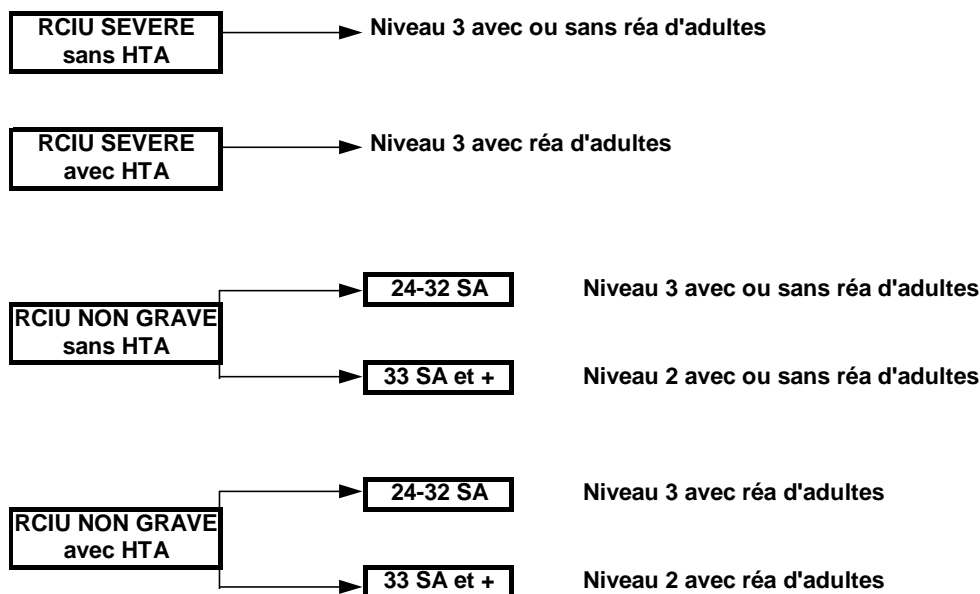 RCIU SEVERE
sans HTA
Niveau 3 avec ou sans réa d'adultes
RCIU SEVERE
avec HTA
Niveau 3 avec réa d'adultes
RCIU NON GRAVE
sans HTA
24-32 SA
Niveau 3 avec ou sans réa d'adultes
33 SA et +
Niveau 2 avec ou sans réa d'adultes
RCIU NON GRAVE
avec HTA
24-32 SA
Niveau 3 avec réa d'adultes
33 SA et +
Niveau 2 avec réa d'adultes